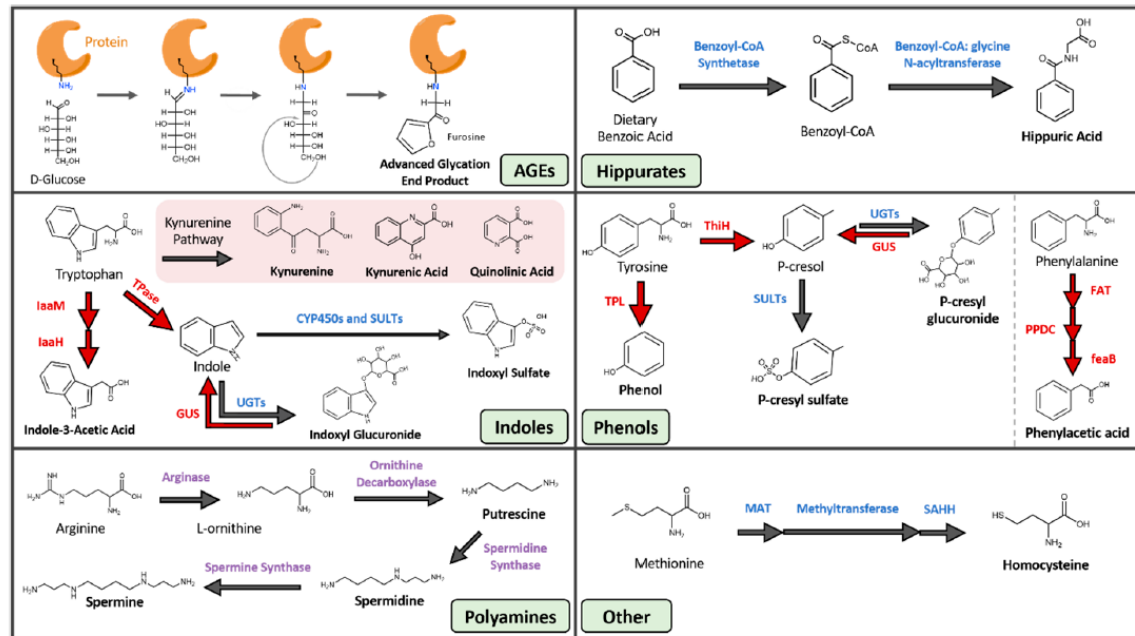 Protein
D-Glucose
Furosine
Advanced Glycation
End Product
AGEs
Dietary
Benzoic Acid
Benzoyl-CoA
Synthetase
Benzoyl-CoA
Benzoyl-CoA: glycine
N-acyltransferase
Hippuric Acid
Hippurates
Tryptophan
Kynurenine
Pathway
Kynurenine
Kynurenic Acid
Quinolinic Acid
IaaM
IaaH
TPase
Indole-3-Acetic Acid
Indole
CYP450s and SULTs
Indoxyl Sulfate
GUS
UGTs
Indoxyl Glucuronide
Indoles
Tyrosine
ThiH
P-cresol
UGTs
GUS
P-cresyl
glucuronide
TPL
Phenol
SULTs
P-cresyl sulfate
Phenylalanine
FAT
PPDC
feaB
Phenylacetic acid
Phenols
Arginine
Arginase
L-ornithine
Ornithine
Decarboxylase
Putrescine
Spermidine
Synthase
Spermidine
Spermine Synthase
Spermine
Polyamines
Methionine
MAT
Methyltransferase
SAHH
Homocysteine
Other